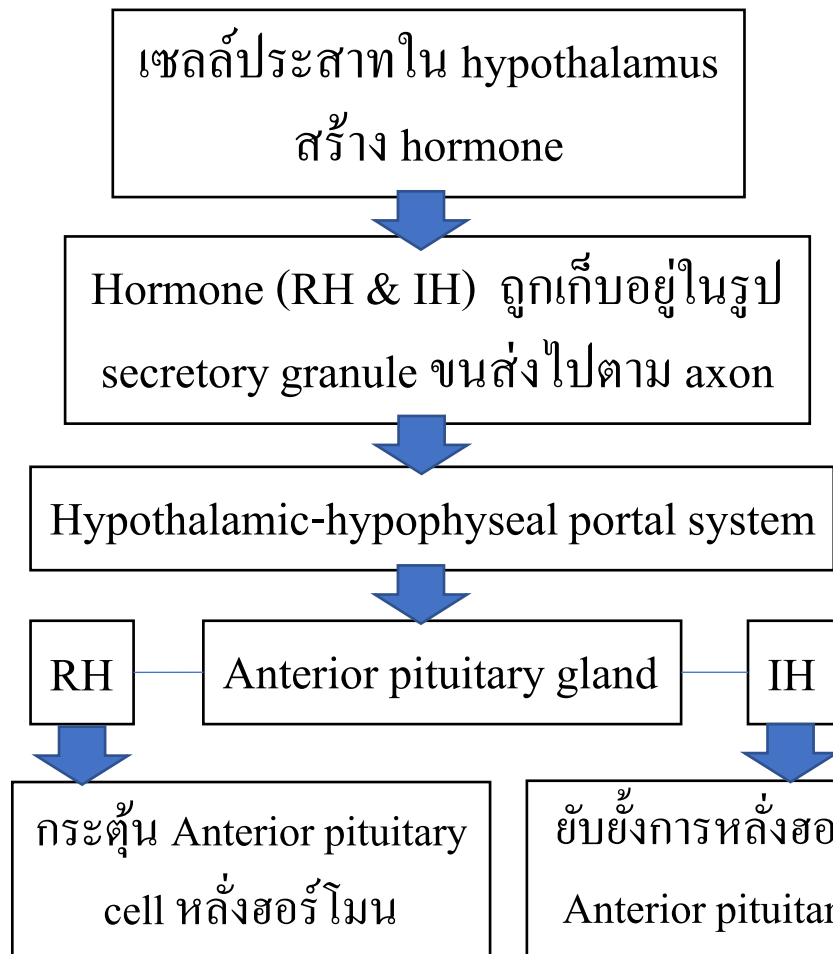 เซลล์ประสาทใน hypothalamus
สร้าง hormone
Hormone (RH & IH) ถูกเก็บอยู่ในรูป
secretory granule ขนส่งไปตาม axon
Hypothalamic-hypophyseal portal system
RH
Anterior pituitary gland
IH
กระตุ้น Anterior pituitary
cell หลั่งฮอร์โมน
ยับยั้งการหลั่งฮอ
Anterior pituitar